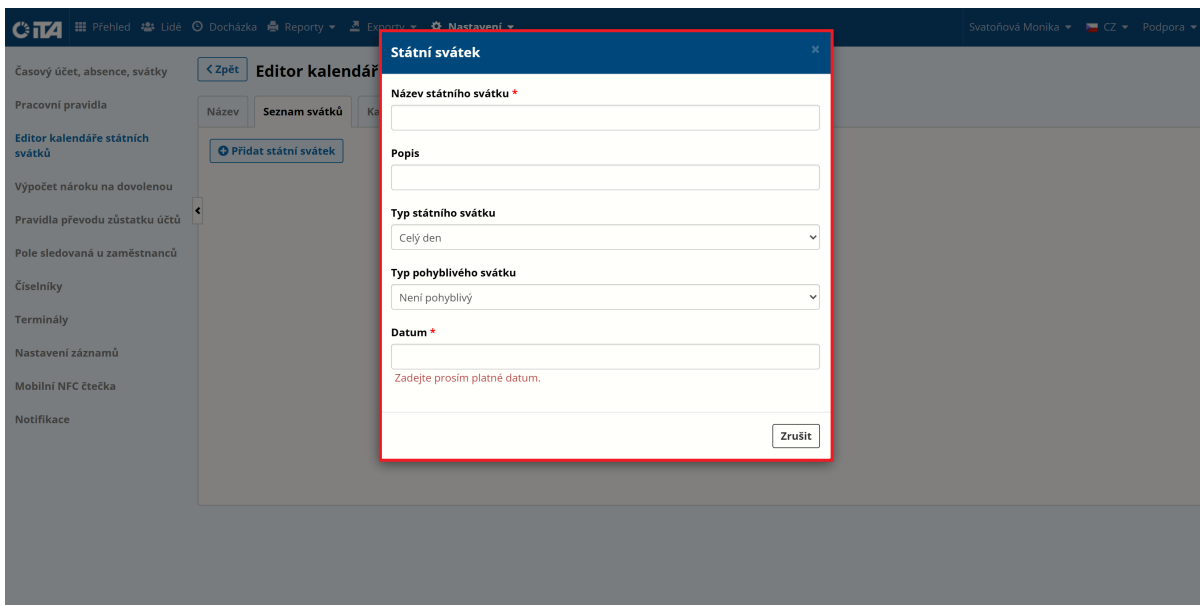 GiTA Přehled Lidé Docházka Reporty Exporty Nastavení Svatoňová Monika CZ Podpora
Časový účet, absence, svátky
Pracovní pravidla
Editor kalendáře státních
svátků
Výpočet nároku na dovolenou
Pravidla převodu zůstatku účtů
Pole sledovaná u zaměstnanců
Číselníky
Terminály
Nastavení záznamů
Mobilní NFC čtečka
Notifikace
Zpět Editor kalendář
Název Seznam svátků Ka
Přidat státní svátek
Státní svátek ×
Název státního svátku *
Popis
Typ státního svátku
Celý den
Typ pohyblivého svátku
Není pohyblivý
Datum *
Zadejte prosím platné datum.
Zrušit